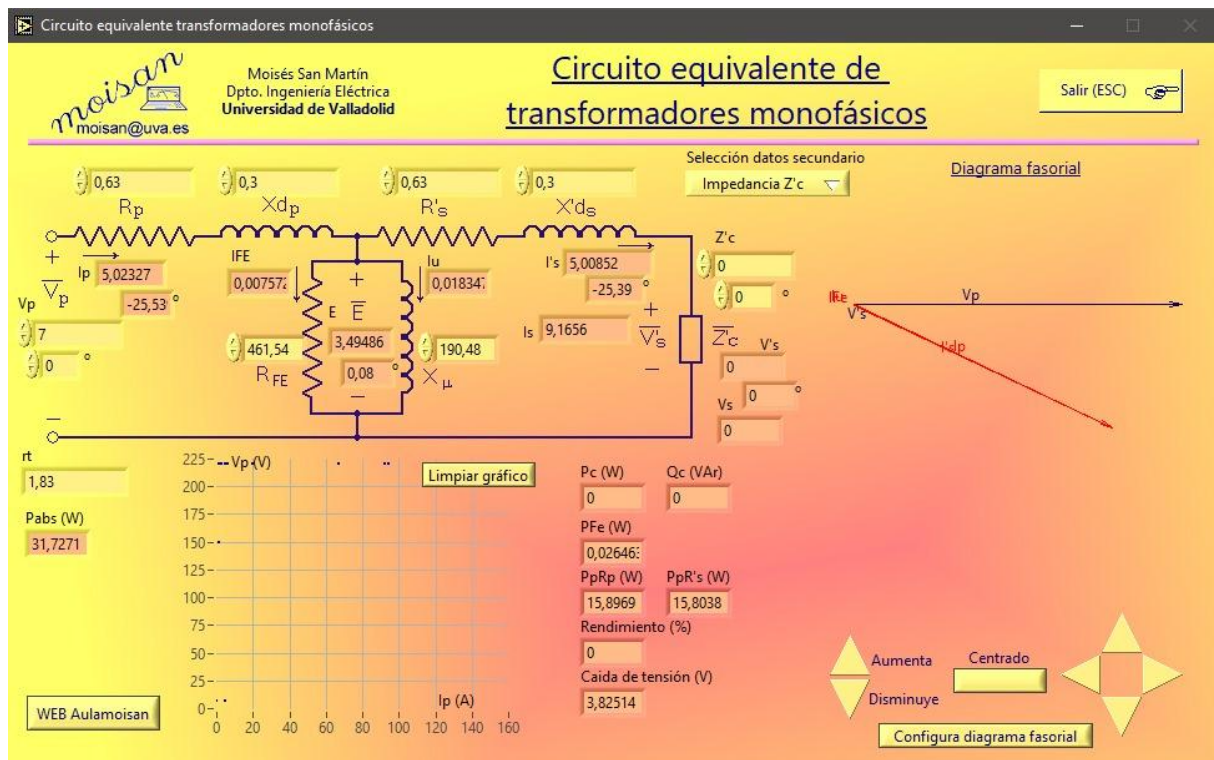 Circuito equivalente transformadores monofásicos
moisan
moisan@uva.es
Moisés San Martín
Dpto. Ingeniería Eléctrica
Universidad de Valladolid
Circuito equivalente de
transformadores monofásicos
Salir (ESC)
Selección datos secundario
Impedancia Z'c
Diagrama fasorial
0,63
0,3
0,63
0,3
Rp
Xdp
R's
X'ds
Z'c
0
0 °
+
Vp
−
Vp
7
0 °
Ip 5,02327
-25,53 °
IFE
0,007572
Iu
0,018347
+
E E
3,49486
0,08 °
−
461,54
RFE
190,48
Xμ
I's 5,00852
-25,39 °
Is 9,1656
+
Vs
−
Z'c
V's
0
0 °
Vs
0
Vp
V's
rt
1,83
Pabs (W)
31,7271
Vp (V)
225
200
175
150
125
100
75
50
25
0
0 20 40 60 80 100 120 140 160
Ip (A)
Limpiar gráfico
Pc (W)
0
Qc (VAr)
0
PFe (W)
PpRp (W)
15,8969
PpR's (W)
15,8038
Rendimiento (%)
0
Caida de tensión (V)
3,82514
WEB Aulamoisan
Aumenta
Disminuye
Centrado
Configura diagrama fasorial